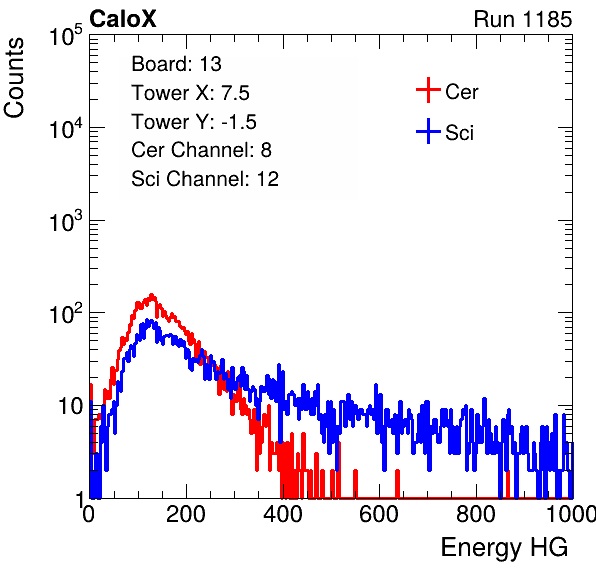 CaloX Run 1185
Board: 13
Tower X: 7.5
Tower Y: -1.5
Cer Channel: 8
Sci Channel: 12
Cer
Sci
Counts
10^5
10^4
10^3
10^2
10
1
0 200 400 600 800 1000
Energy HG